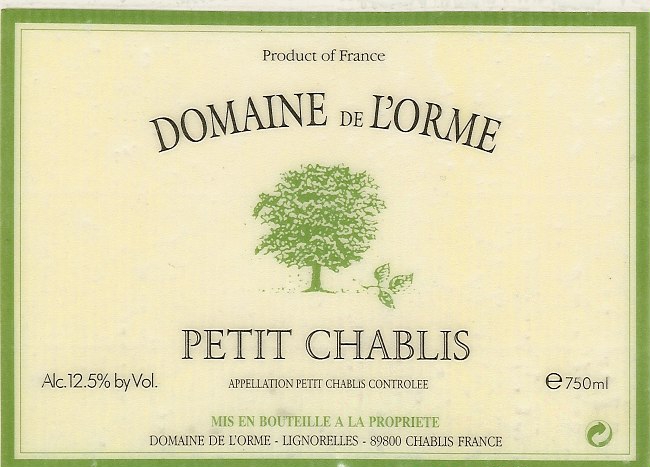 Product of France
DOMAINE DE L'ORME
PETIT CHABLIS
Alc.12.5% by Vol.
APPELLATION PETIT CHABLIS CONTROLEE
℮750ml
MIS EN BOUTEILLE A LA PROPRIETE
DOMAINE DE L'ORME - LIGNORELLES - 89800 CHABLIS FRANCE